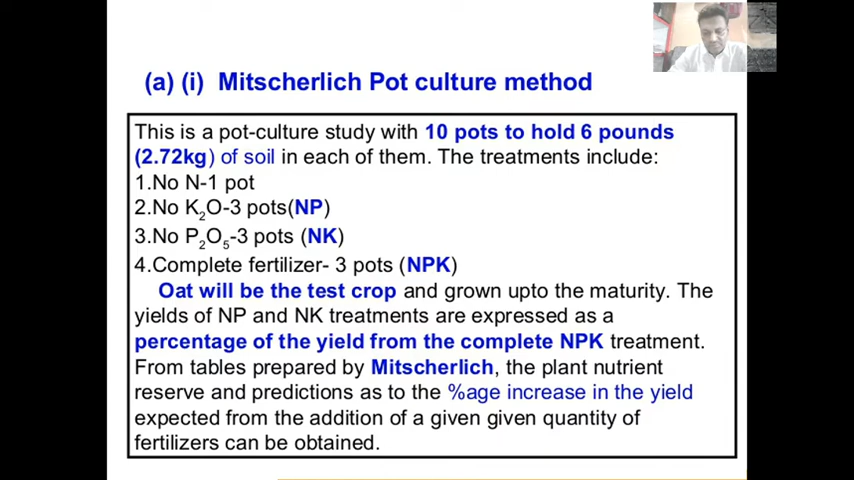 (a) (i) Mitscherlich Pot culture method
This is a pot-culture study with 10 pots to hold 6 pounds
(2.72kg) of soil in each of them. The treatments include:
1.No N-1 pot
2.No K₂O-3 pots(NP)
3.No P₂O₅-3 pots (NK)
4.Complete fertilizer- 3 pots (NPK)
Oat will be the test crop and grown upto the maturity. The
yields of NP and NK treatments are expressed as a
percentage of the yield from the complete NPK treatment.
From tables prepared by Mitscherlich, the plant nutrient
reserve and predictions as to the %age increase in the yield
expected from the addition of a given given quantity of
fertilizers can be obtained.